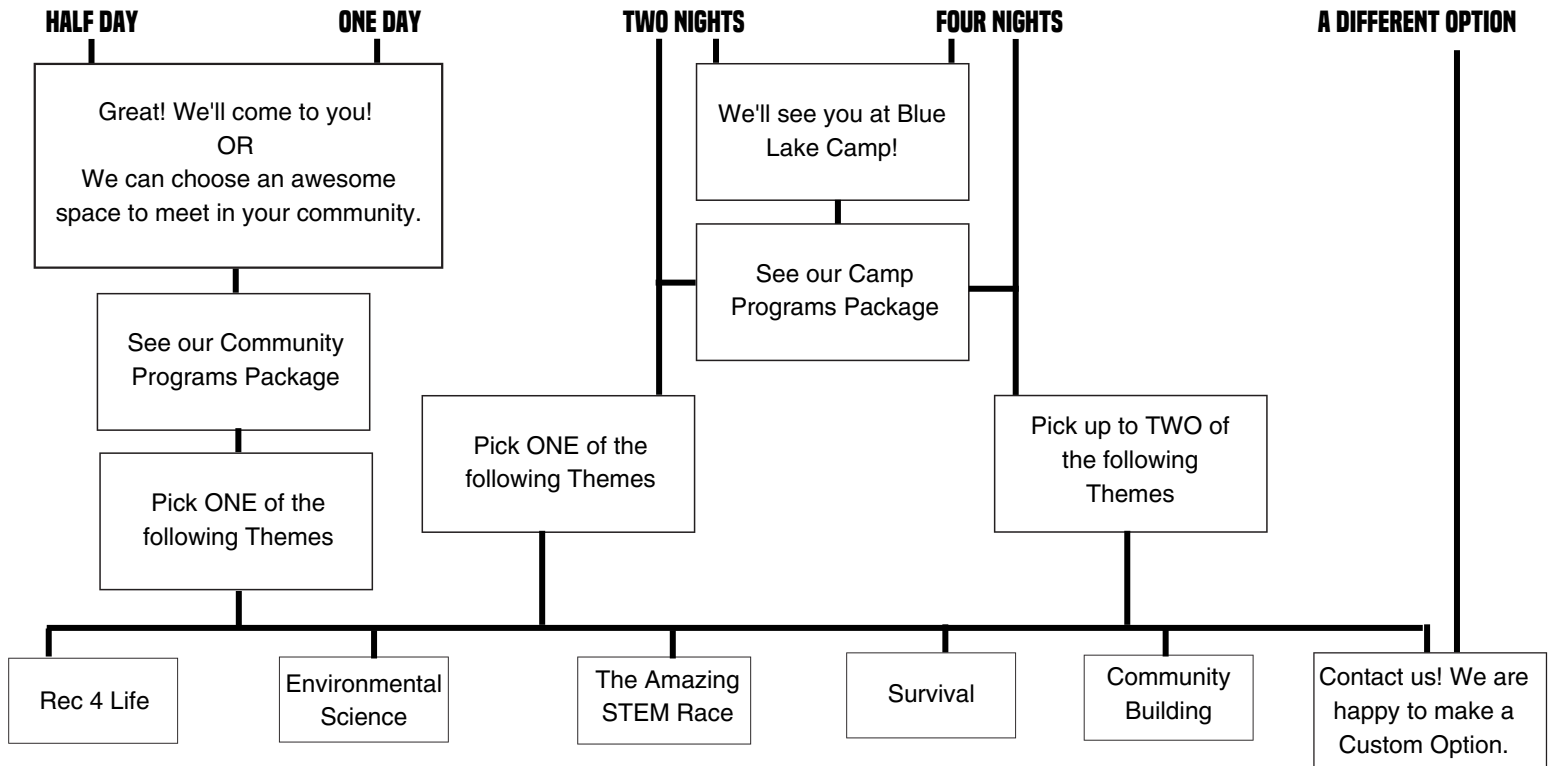 HALF DAY
ONE DAY
TWO NIGHTS
FOUR NIGHTS
A DIFFERENT OPTION
Great! We'll come to you!
OR
We can choose an awesome
space to meet in your community.
We'll see you at Blue
Lake Camp!
See our Community
Programs Package
See our Camp
Programs Package
Pick ONE of the
following Themes
Pick ONE of the
following Themes
Pick up to TWO of
the following
Themes
Rec 4 Life
Environmental
Science
The Amazing
STEM Race
Survival
Community
Building
Contact us! We are
happy to make a
Custom Option.